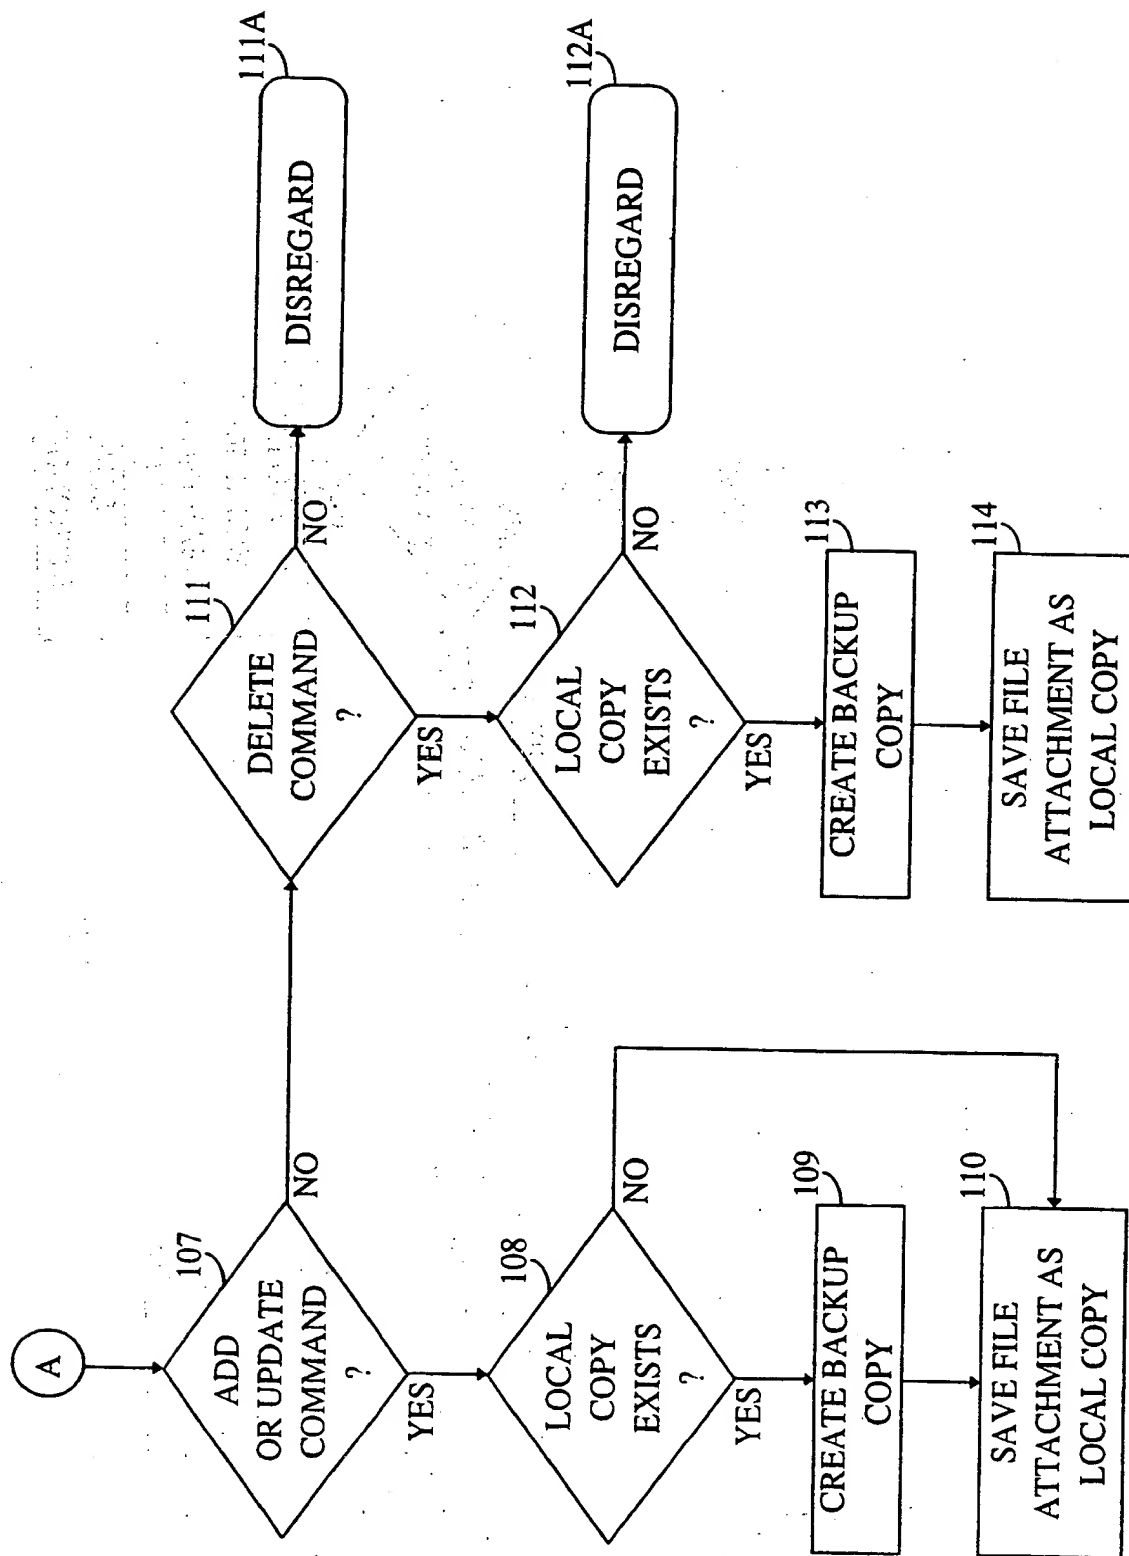 A
107
ADD
OR UPDATE
COMMAND
?
NO
YES
108
LOCAL
COPY
EXISTS
?
NO
YES
109
CREATE BACKUP
COPY
110
SAVE FILE
ATTACHMENT AS
LOCAL COPY
111
DELETE
COMMAND
?
NO
YES
111A
DISREGARD
112
LOCAL
COPY
EXISTS
?
NO
YES
112A
DISREGARD
113
CREATE BACKUP
COPY
114
SAVE FILE
ATTACHMENT AS
LOCAL COPY